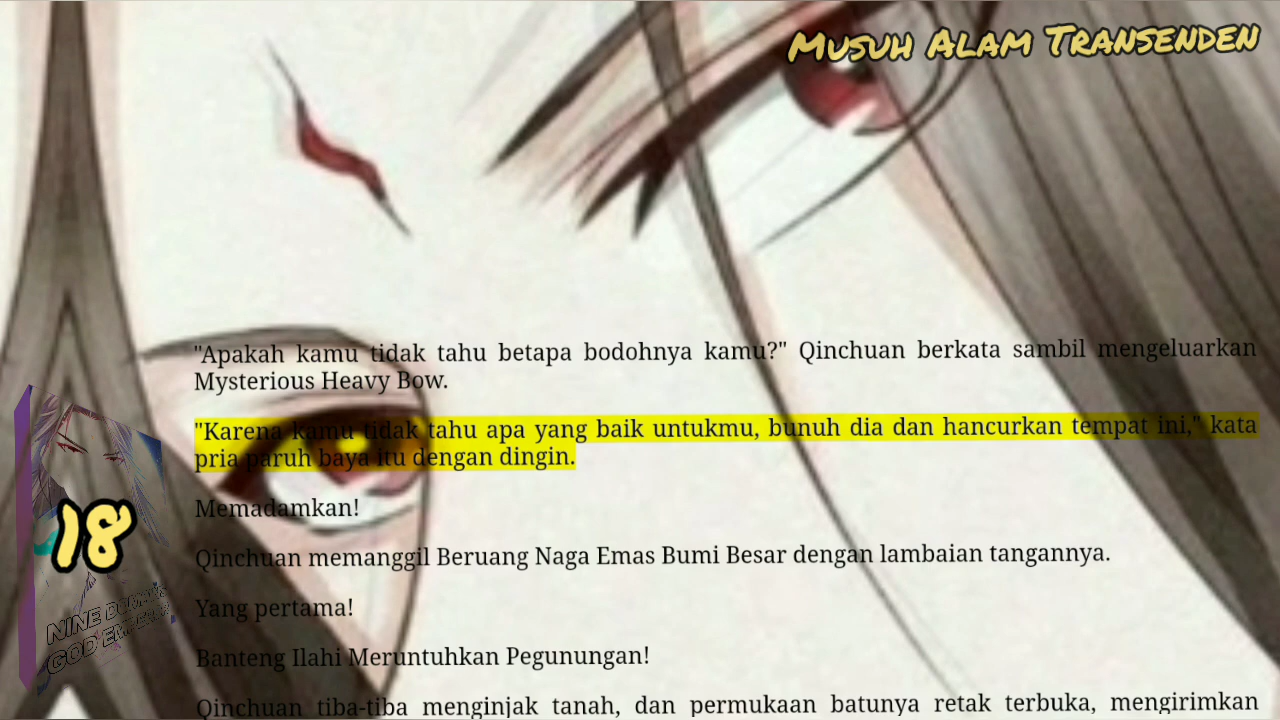 Musuh Alam Transenden
"Apakah kamu tidak tahu betapa bodohnya kamu?" Qinchuan berkata sambil mengeluarkan
Mysterious Heavy Bow.
"Karena kamu tidak tahu apa yang baik untukmu, bunuh dia dan hancurkan tempat ini," kata
pria paruh baya itu dengan dingin.
Memadamkan!
Qinchuan memanggil Beruang Naga Emas Bumi Besar dengan lambaian tangannya.
Yang pertama!
Banteng Ilahi Meruntuhkan Pegunungan!
Qinchuan tiba-tiba menginjak tanah, dan permukaan batunya retak terbuka, mengirimkan
18
NINE
GOD